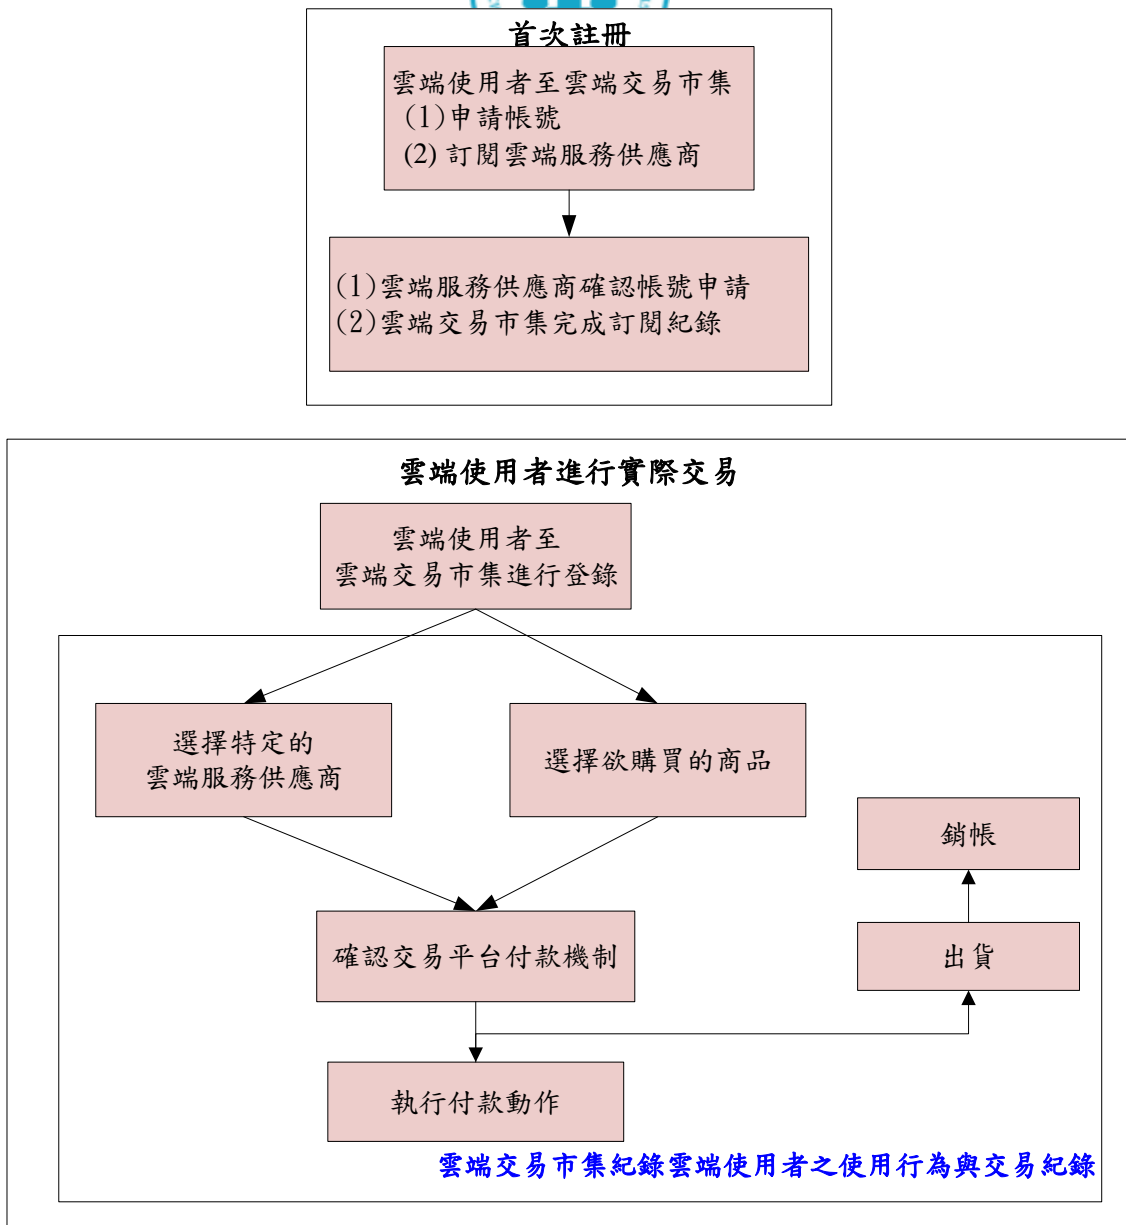 首次註冊
雲端使用者至雲端交易市集
(1)申請帳號
(2) 訂閱雲端服務供應商
(1)雲端服務供應商確認帳號申請
(2)雲端交易市集完成訂閱紀錄
雲端使用者進行實際交易
雲端使用者至
雲端交易市集進行登錄
選擇特定的
雲端服務供應商
選擇欲購買的商品
銷帳
確認交易平台付款機制
出貨
執行付款動作
雲端交易市集紀錄雲端使用者之使用行為與交易紀錄